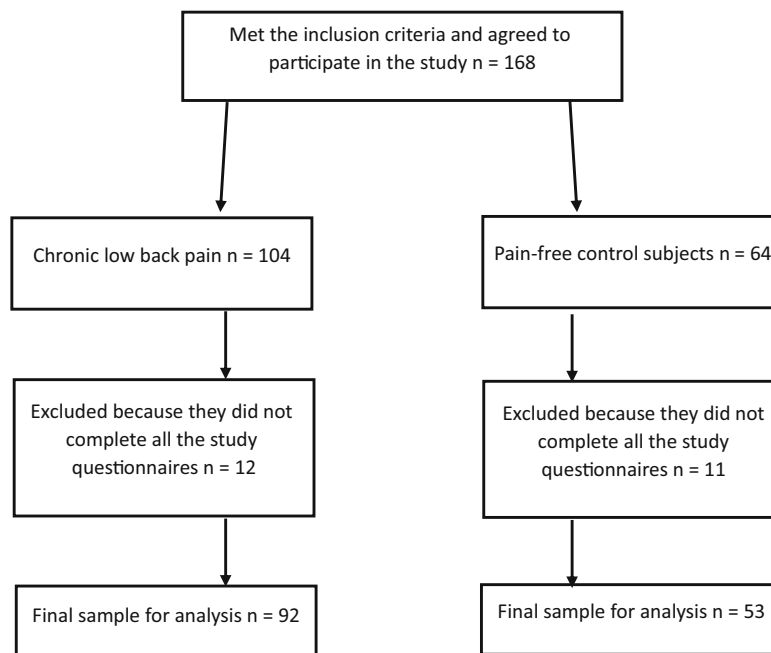 Met the inclusion criteria and agreed to
participate in the study n = 168
Chronic low back pain n = 104
Pain-free control subjects n = 64
Excluded because they did not
complete all the study
questionnaires n = 12
Excluded because they did not
complete all the study
questionnaires n = 11
Final sample for analysis n = 92
Final sample for analysis n = 53